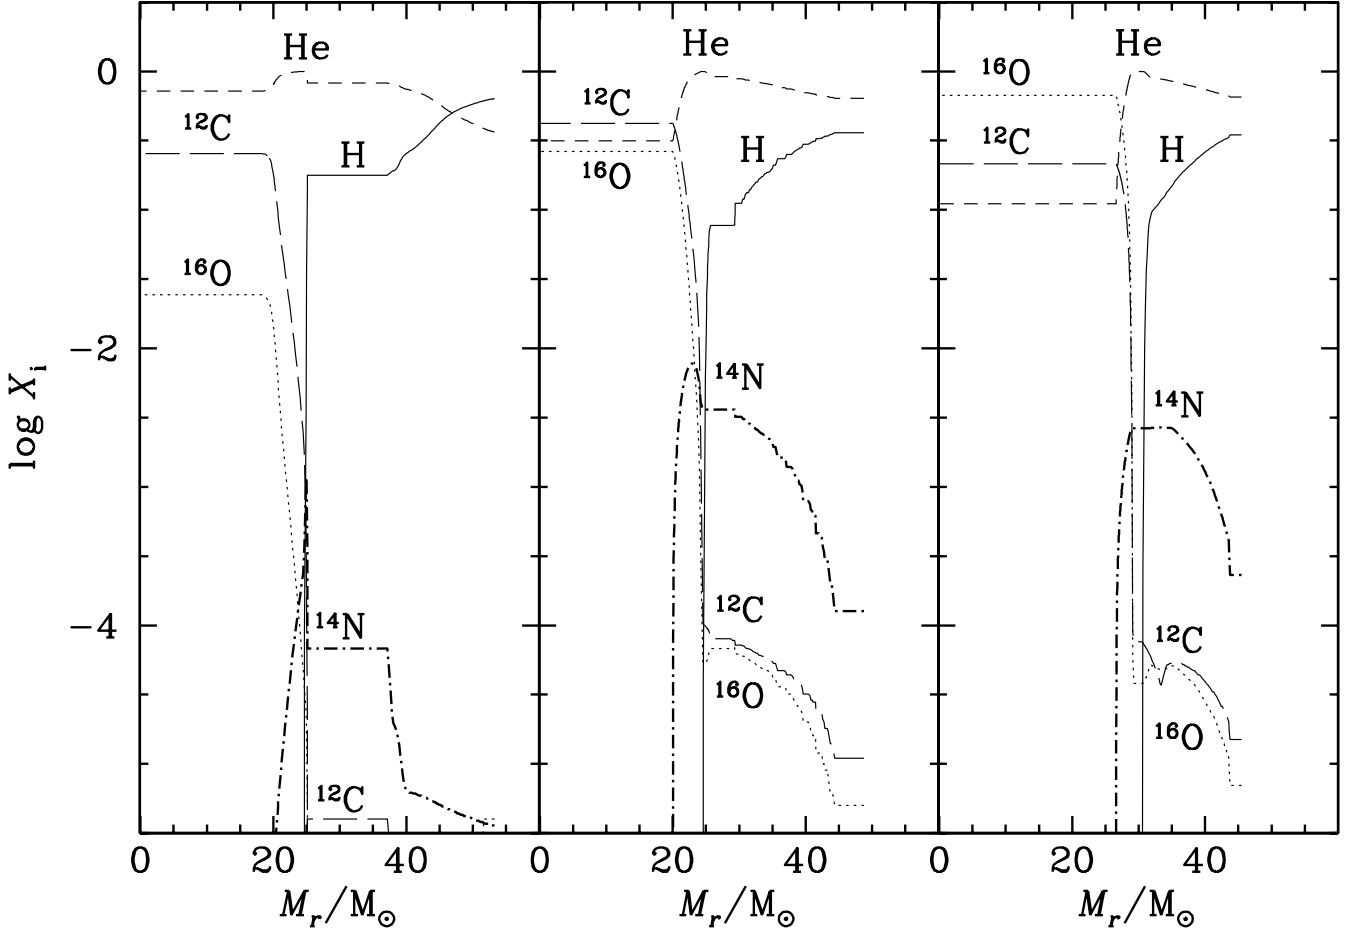 He He He
0 ¹²C ¹⁶O
¹²C ¹²C
H H H
¹⁶O
¹⁶O
−2
¹⁴N
¹⁴N
log Xᵢ
−4 ¹²C
¹⁴N ¹²C
¹⁶O
¹⁶O
¹²C
0 20 40 0 20 40 0 20 40
Mᵣ/M⊙ Mᵣ/M⊙ Mᵣ/M⊙